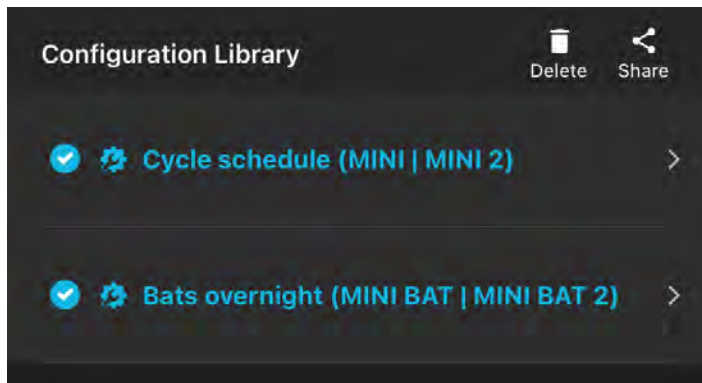 Configuration Library
Delete
Share
Cycle schedule (MINI | MINI 2)
Bats overnight (MINI BAT | MINI BAT 2)